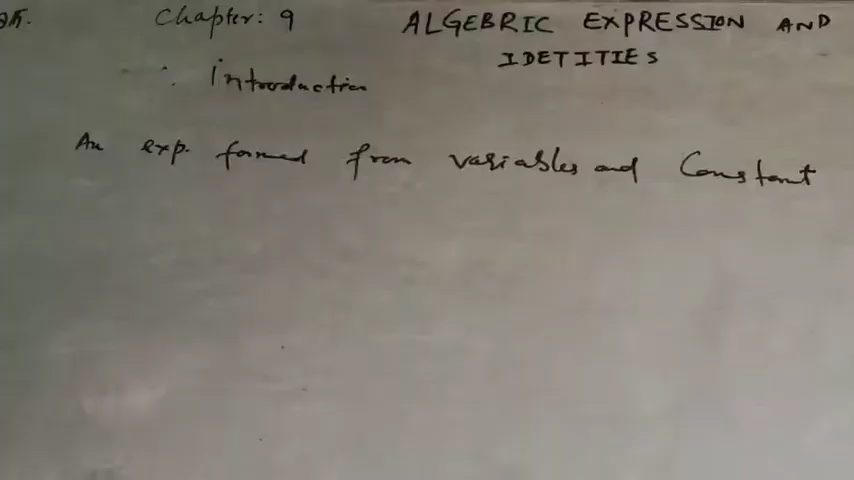 Chapter: 9 ALGEBRIC EXPRESSION AND
IDETITIES
Introduction
An exp. formed from variables and Constant